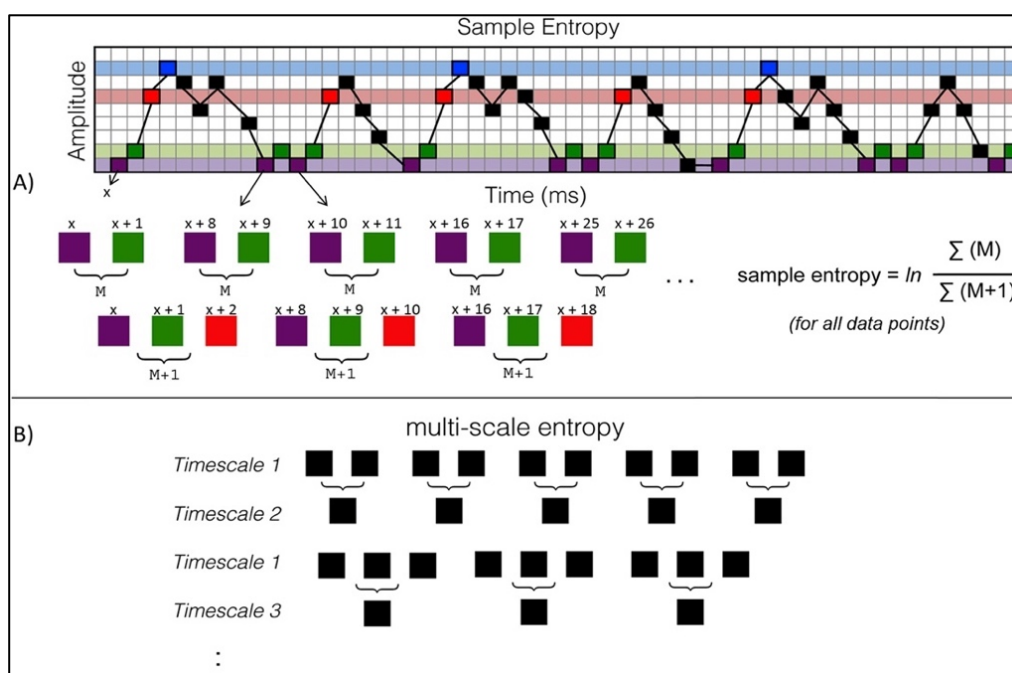 Sample Entropy
Amplitude
x
A)
Time (ms)
x x + 1 x + 8 x + 9 x + 10 x + 11 x + 16 x + 17 x + 25 x + 26
M M M M M
. . .
sample entropy = ln ∑ (M)
∑ (M+1)
(for all data points)
x x + 1 x + 2 x + 8 x + 9 x + 10 x + 16 x + 17 x + 18
M+1 M+1 M+1
B)
multi-scale entropy
Timescale 1
Timescale 2
Timescale 1
Timescale 3
: